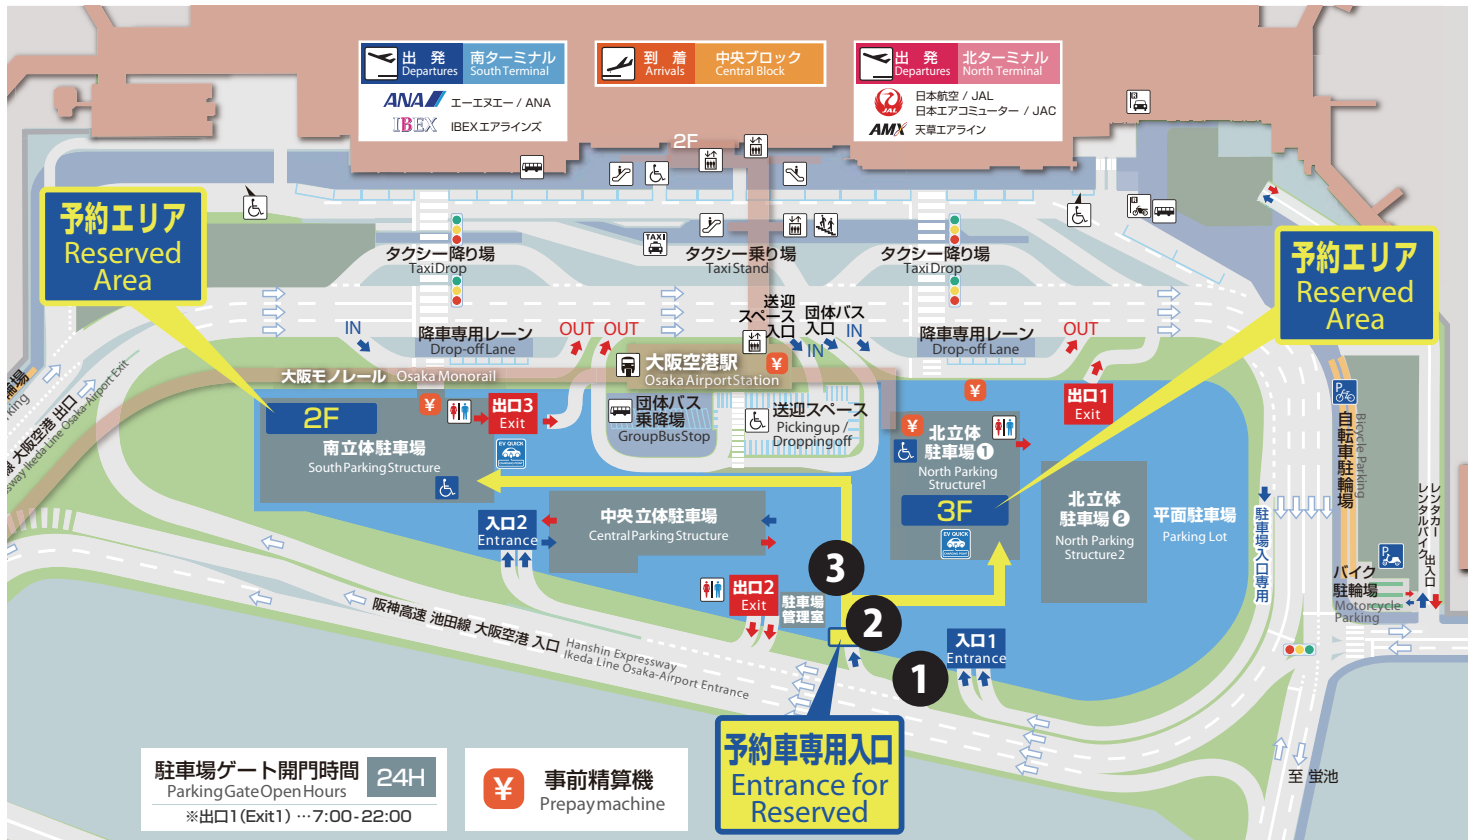 出 発
Departures
南ターミナル
South Terminal
ANA
エーエヌエー / ANA
IBEX
IBEXエアラインズ
到 着
Arrivals
中央ブロック
Central Block
出 発
Departures
北ターミナル
North Terminal
JAL
日本航空 / JAL
日本エアコミューター / JAC
AMX
天草エアライン
2F
予約エリア
Reserved
Area
予約エリア
Reserved
Area
タクシー降り場
Taxi Drop
TAXI
タクシー乗り場
Taxi Stand
タクシー降り場
Taxi Drop
IN
降車専用レーン
Drop-off Lane
OUT
OUT
送迎
スペース
入口
IN
団体バス
入口
IN
降車専用レーン
Drop-off Lane
OUT
大阪モノレール Osaka Monorail
大阪空港駅
Osaka Airport Station
¥
2F
南立体駐車場
South Parking Structure
¥
出口3
Exit
EV QUICK
団体バス
乗降場
Group Bus Stop
送迎スペース
Picking up /
Dropping off
¥
¥
北立体
駐車場❶
North Parking
Structure1
3F
EV QUICK
出口1
Exit
北立体
駐車場❷
North Parking
Structure2
平面駐車場
Parking Lot
駐車場入口専用
P
自転車駐輪場
Bicycle Parking
レンタカー
レンタルバイク
出入口
P
バイク
駐輪場
Motorcycle
Parking
大阪空港 出口
Ikeda Line Osaka-Airport Exit
入口2
Entrance
中央立体駐車場
Central Parking Structure
出口2
Exit
駐車場
管理室
3
2
1
入口1
Entrance
阪神高速 池田線 大阪空港 入口
Hanshin Expressway
Ikeda Line Osaka-Airport Entrance
予約車専用入口
Entrance for
Reserved
至 蛍池
駐車場ゲート開門時間
Parking Gate Open Hours
24H
※出口1(Exit1) …7:00-22:00
¥
事前精算機
Prepay machine